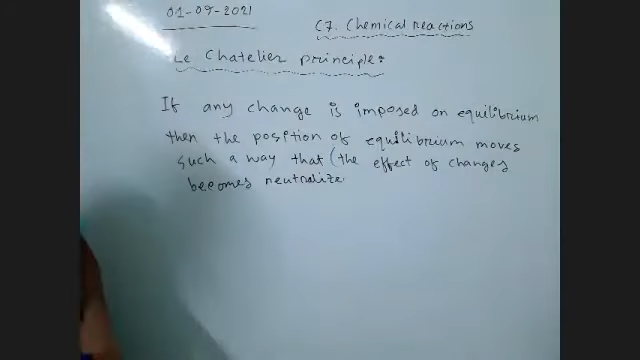 01-09-2021
C7. Chemical reactions
Le Chatelier principle:
If any change is imposed on equilibrium
then the position of equilibrium moves
such a way that (the effect of changes
becomes neutralize.